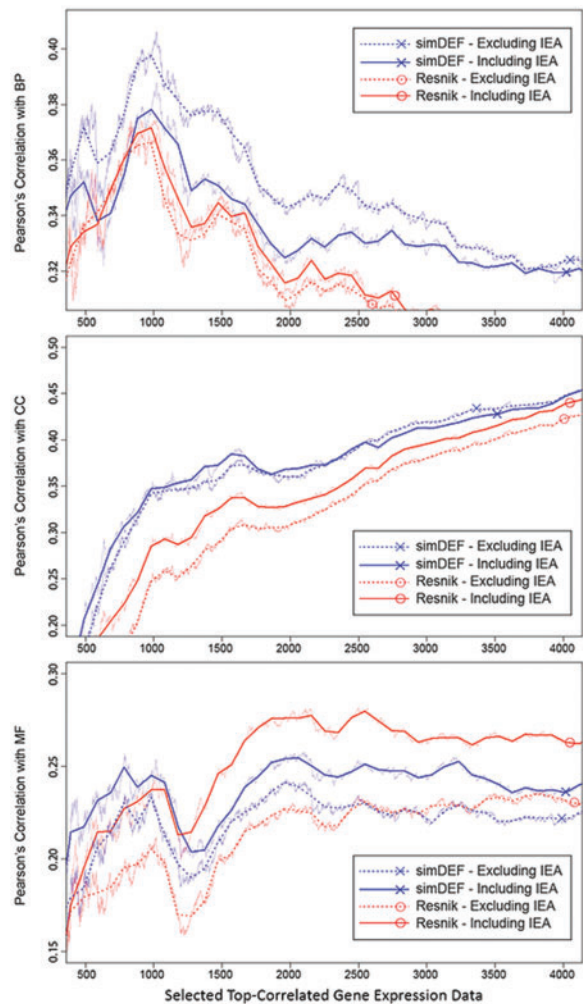 Pearson's Correlation with BP
0.40
0.38
0.36
0.34
0.32
simDEF - Excluding IEA
simDEF - Including IEA
Resnik - Excluding IEA
Resnik - Including IEA
500 1000 1500 2000 2500 3000 3500 4000
Pearson's Correlation with CC
0.50
0.45
0.40
0.35
0.30
0.25
0.20
simDEF - Excluding IEA
simDEF - Including IEA
Resnik - Excluding IEA
Resnik - Including IEA
500 1000 1500 2000 2500 3000 3500 4000
Pearson's Correlation with MF
0.30
0.25
0.20
0.15
simDEF - Excluding IEA
simDEF - Including IEA
Resnik - Excluding IEA
Resnik - Including IEA
500 1000 1500 2000 2500 3000 3500 4000
Selected Top-Correlated Gene Expression Data